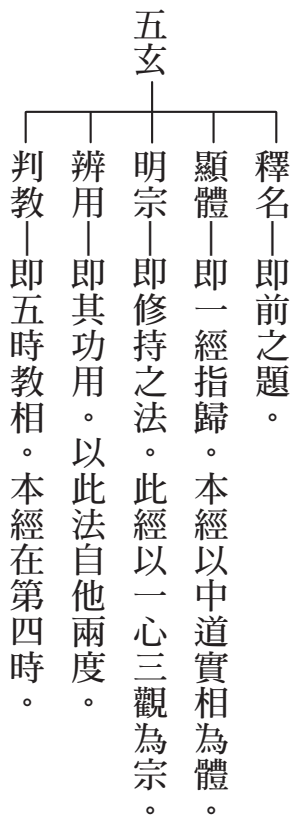 五玄
釋名—即前之題。
顯體—即一經指歸。本經以中道實相為體。
明宗—即修持之法。此經以一心三觀為宗。
辨用—即其功用。以此法自他兩度。
判教—即五時教相。本經在第四時。